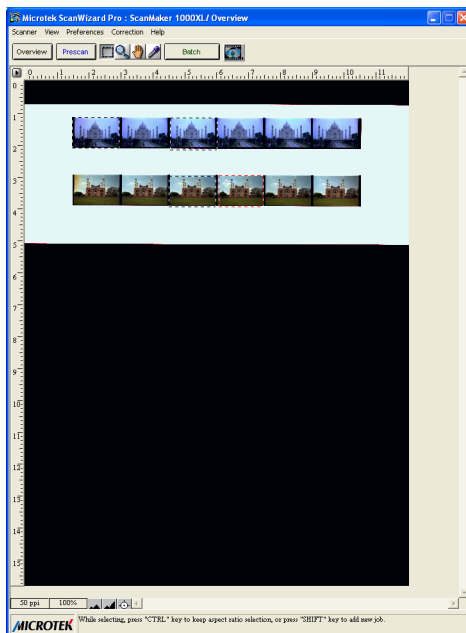 Microtek ScanWizard Pro : ScanMaker 1000XL/ Overview
Scanner View Preferences Correction Help
Overview Prescan Batch
0 1 2 3 4 5 6 7 8 9 10 11
0
1
2
3
4
5
6
7
8
9
10
11
12
13
14
15
50 ppi 100%
MICROTEK While selecting, press "CTRL" key to keep aspect ratio selection, or press "SHIFT" key to add new job.